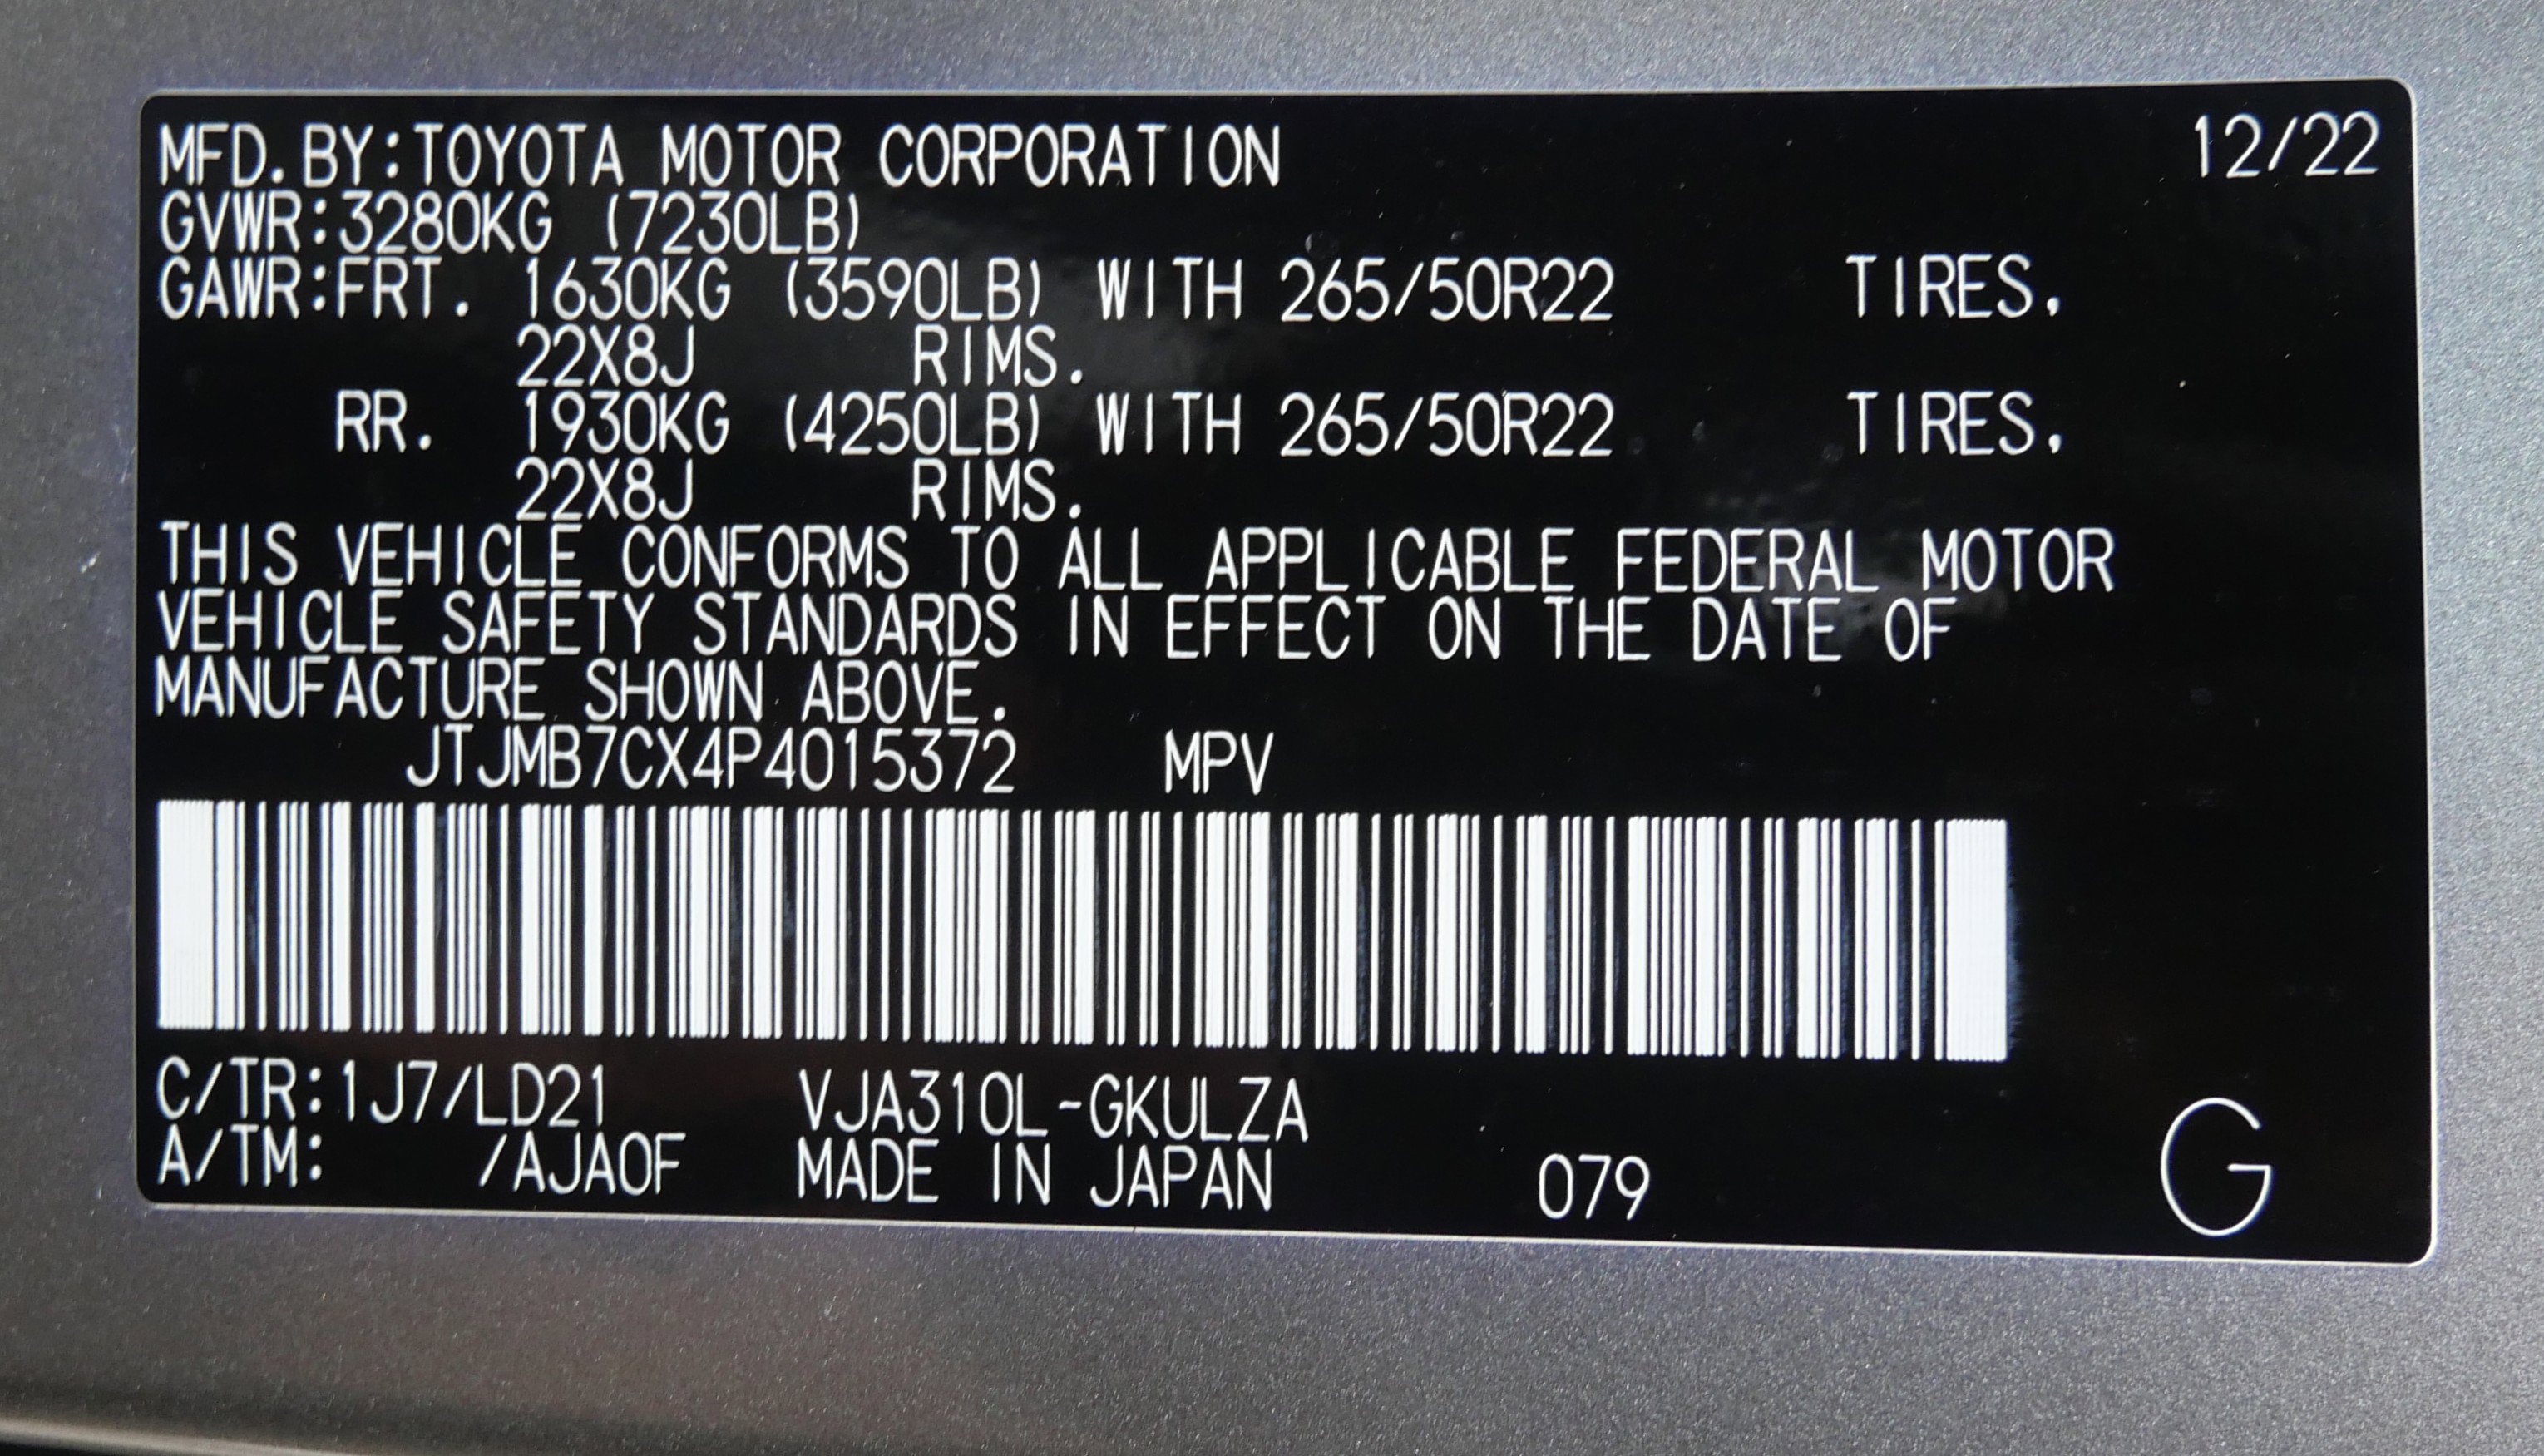 MFD.BY:TOYOTA MOTOR CORPORATION 12/22
GVWR:3280KG (7230LB)
GAWR:FRT. 1630KG (3590LB) WITH 265/50R22 TIRES,
22X8J RIMS.
RR. 1930KG (4250LB) WITH 265/50R22 TIRES,
22X8J RIMS.
THIS VEHICLE CONFORMS TO ALL APPLICABLE FEDERAL MOTOR
VEHICLE SAFETY STANDARDS IN EFFECT ON THE DATE OF
MANUFACTURE SHOWN ABOVE.
JTJMB7CX4P4015372 MPV
C/TR:1J7/LD21 VJA310L-GKULZA
A/TM: /AJA0F MADE IN JAPAN 079 G